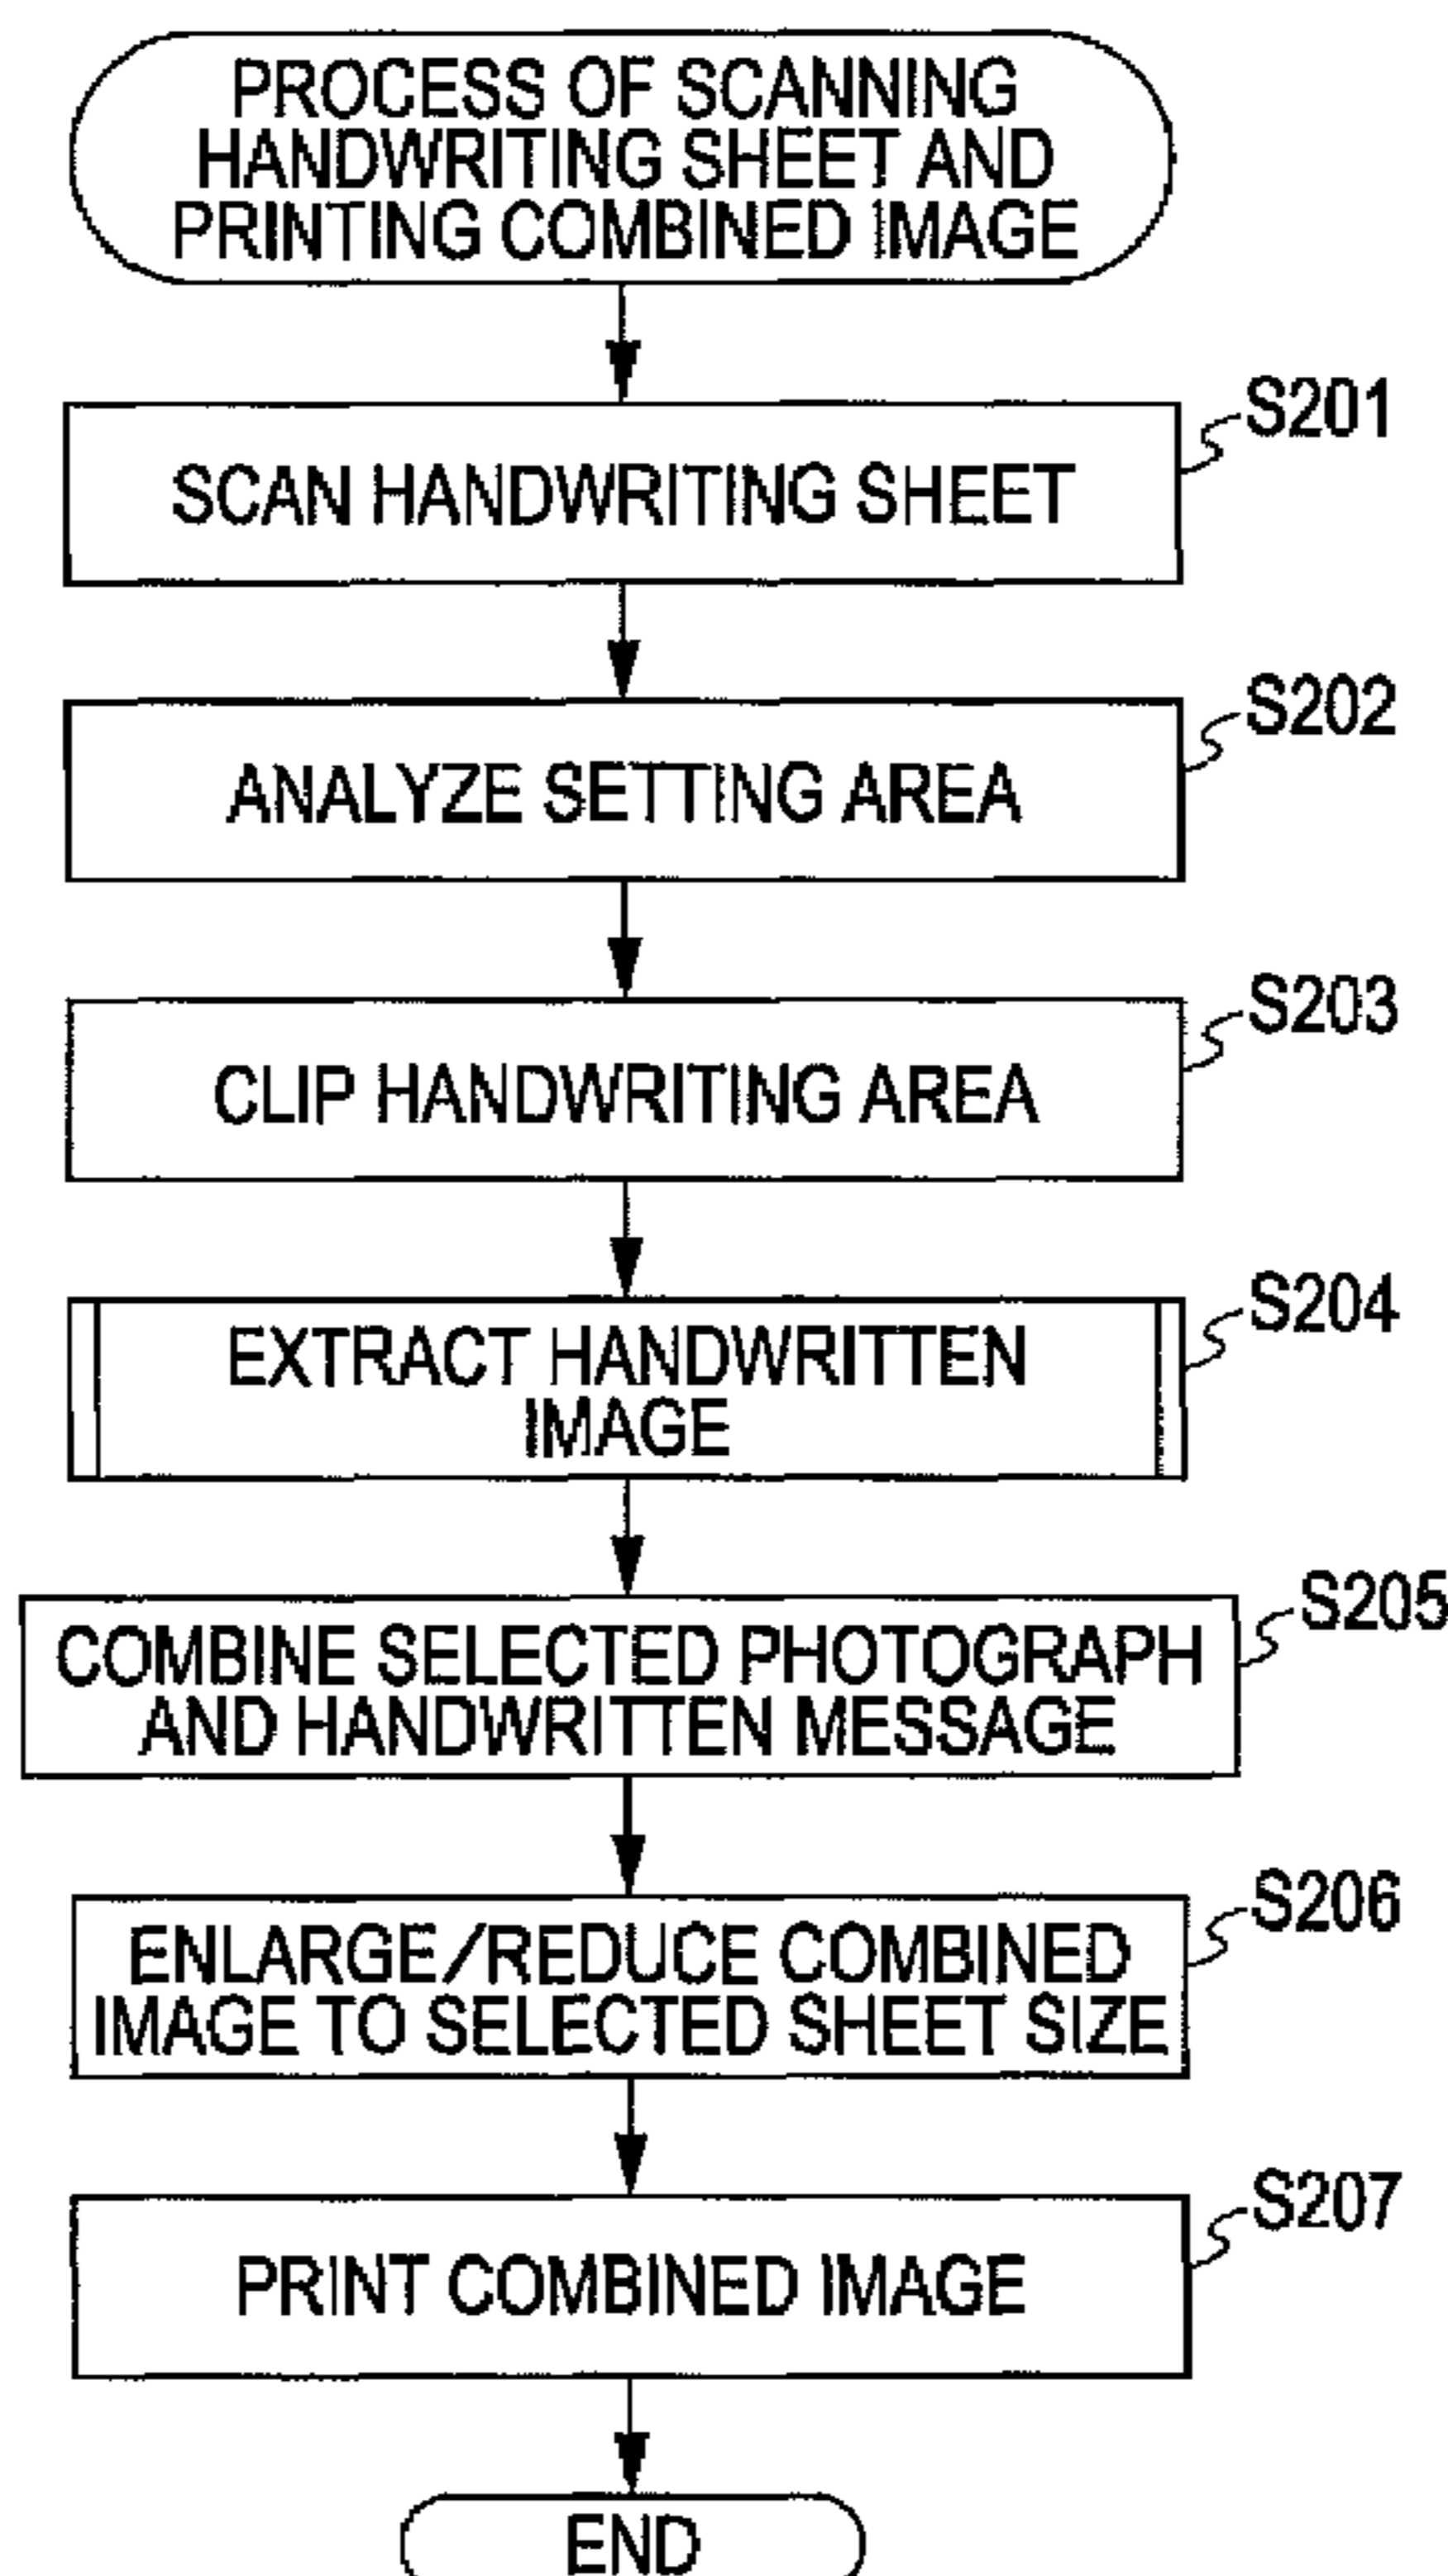 PROCESS OF SCANNING
HANDWRITING SHEET AND
PRINTING COMBINED IMAGE
S201
SCAN HANDWRITING SHEET
S202
ANALYZE SETTING AREA
S203
CLIP HANDWRITING AREA
S204
EXTRACT HANDWRITTEN
IMAGE
S205
COMBINE SELECTED PHOTOGRAPH
AND HANDWRITTEN MESSAGE
S206
ENLARGE/REDUCE COMBINED
IMAGE TO SELECTED SHEET SIZE
S207
PRINT COMBINED IMAGE
END